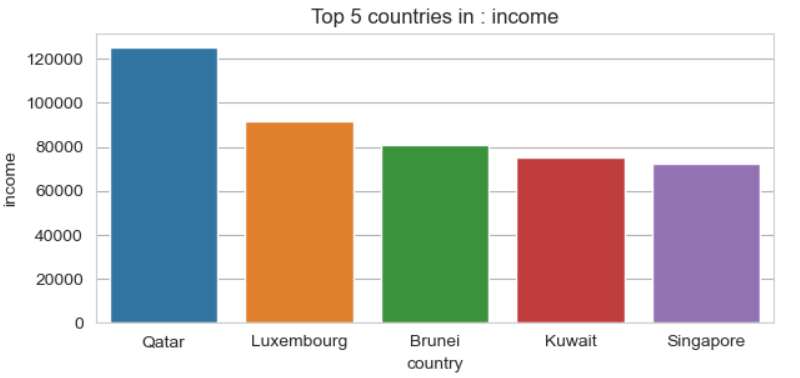 Top 5 countries in : income
120000
100000
80000
60000
40000
20000
0
income
Qatar Luxembourg Brunei Kuwait Singapore
country